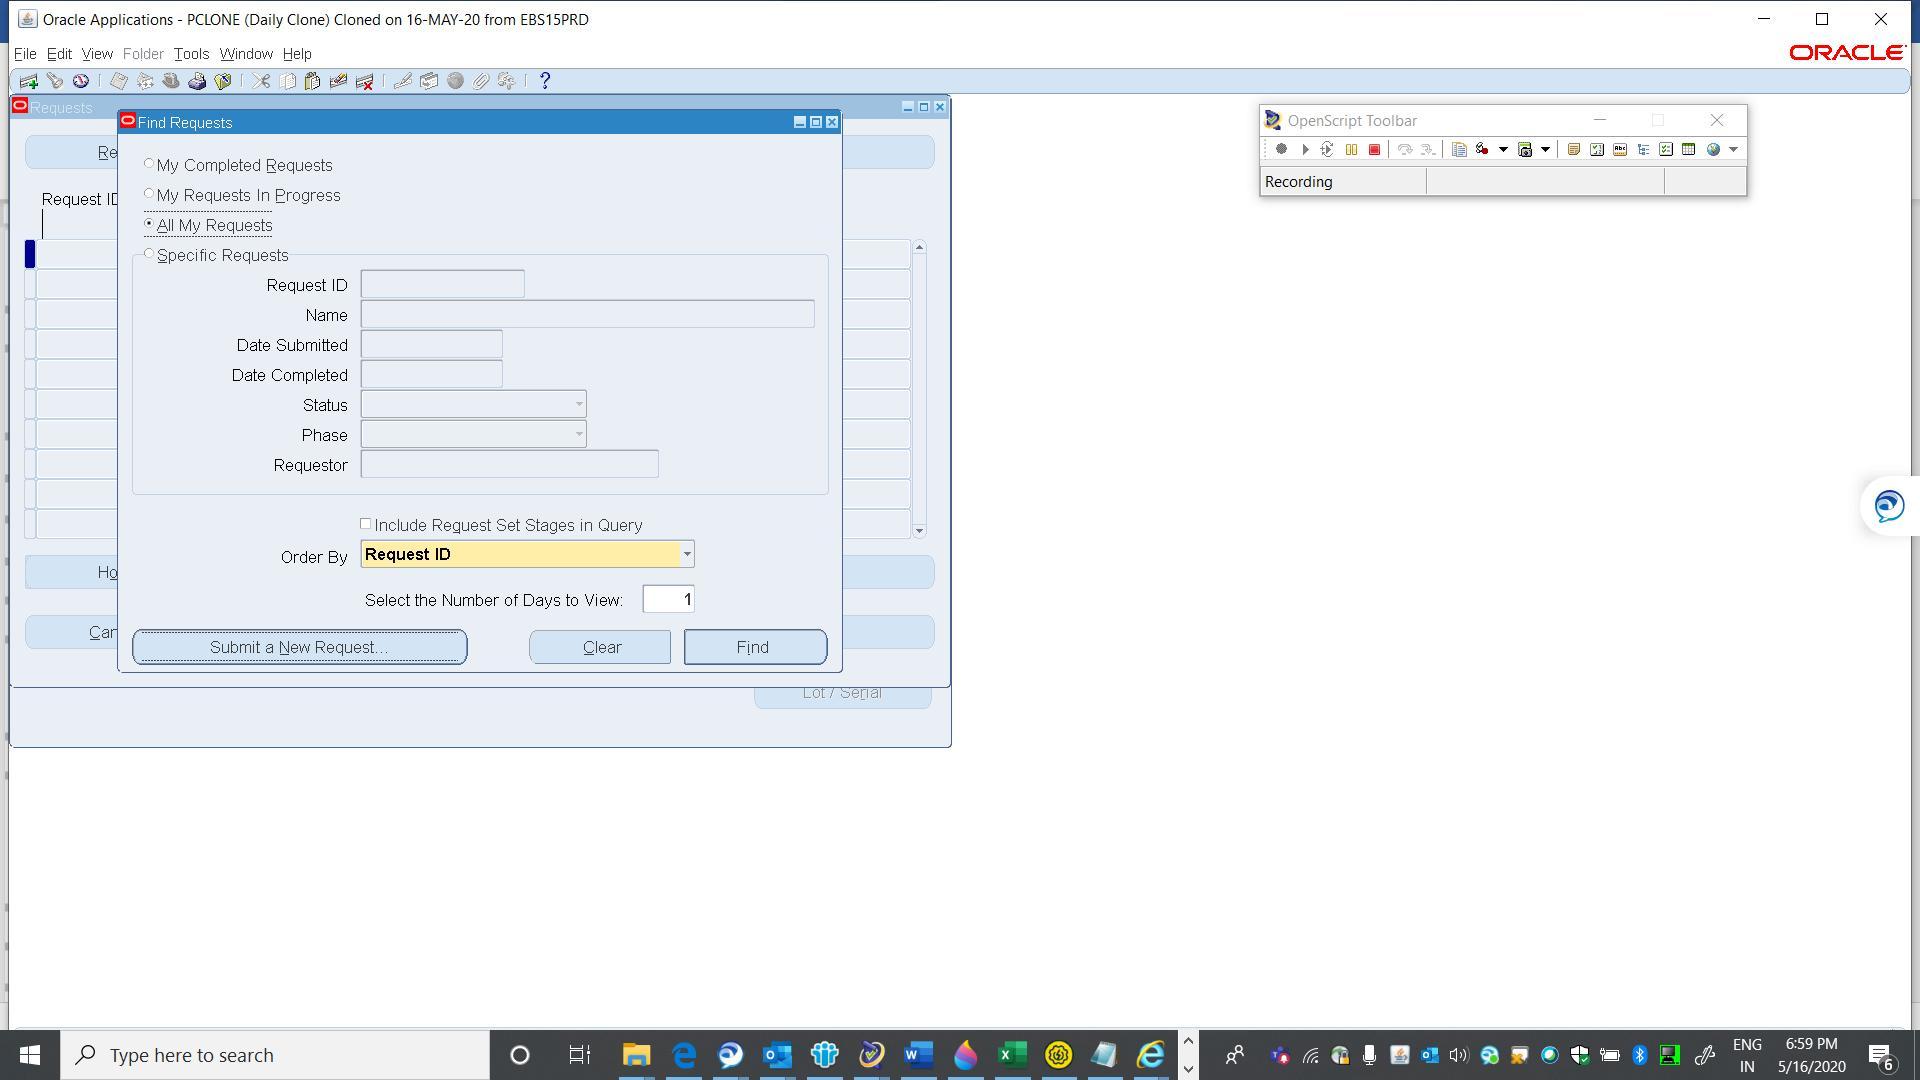 Oracle Applications - PCLONE (Daily Clone) Cloned on 16-MAY-20 from EBS15PRD
File Edit View Folder Tools Window Help
ORACLE
Requests
Find Requests
OpenScript Toolbar
Recording
My Completed Requests
My Requests In Progress
Request ID
All My Requests
Specific Requests
Request ID
Name
Date Submitted
Date Completed
Status
Phase
Requestor
Include Request Set Stages in Query
Order By Request ID
Select the Number of Days to View: 1
Submit a New Request... Clear Find
Lot / Serial
Type here to search
ENG 6:59 PM
IN 5/16/2020 6